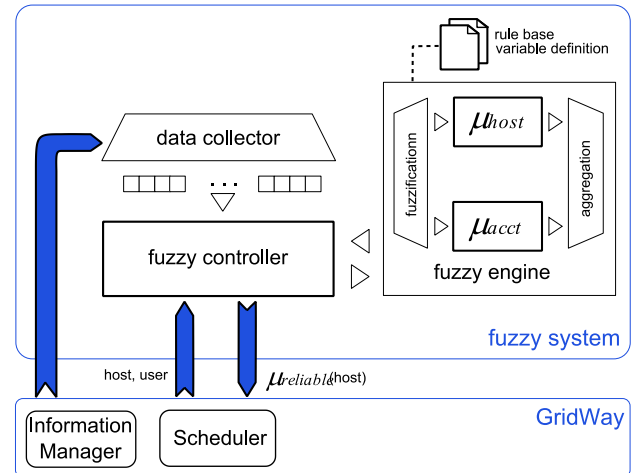 rule base
variable definition
data collector
fuzzificationn
μhost
aggregation
. . .
μacct
fuzzy controller
fuzzy engine
fuzzy system
host, user
μreliable(host)
GridWay
Information
Manager
Scheduler